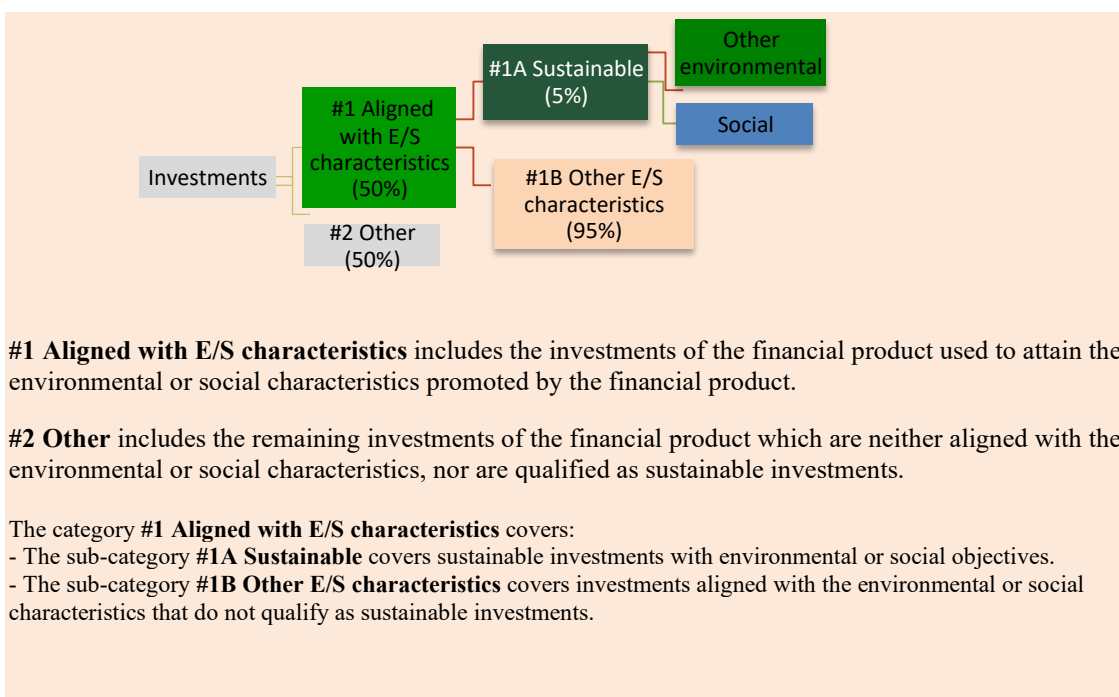 Other
environmental
#1A Sustainable
(5%)
Social
#1 Aligned
with E/S
characteristics
(50%)
Investments
#1B Other E/S
characteristics
(95%)
#2 Other
(50%)
#1 Aligned with E/S characteristics includes the investments of the financial product used to attain the
environmental or social characteristics promoted by the financial product.
#2 Other includes the remaining investments of the financial product which are neither aligned with the
environmental or social characteristics, nor are qualified as sustainable investments.
The category #1 Aligned with E/S characteristics covers:
- The sub-category #1A Sustainable covers sustainable investments with environmental or social objectives.
- The sub-category #1B Other E/S characteristics covers investments aligned with the environmental or social
characteristics that do not qualify as sustainable investments.